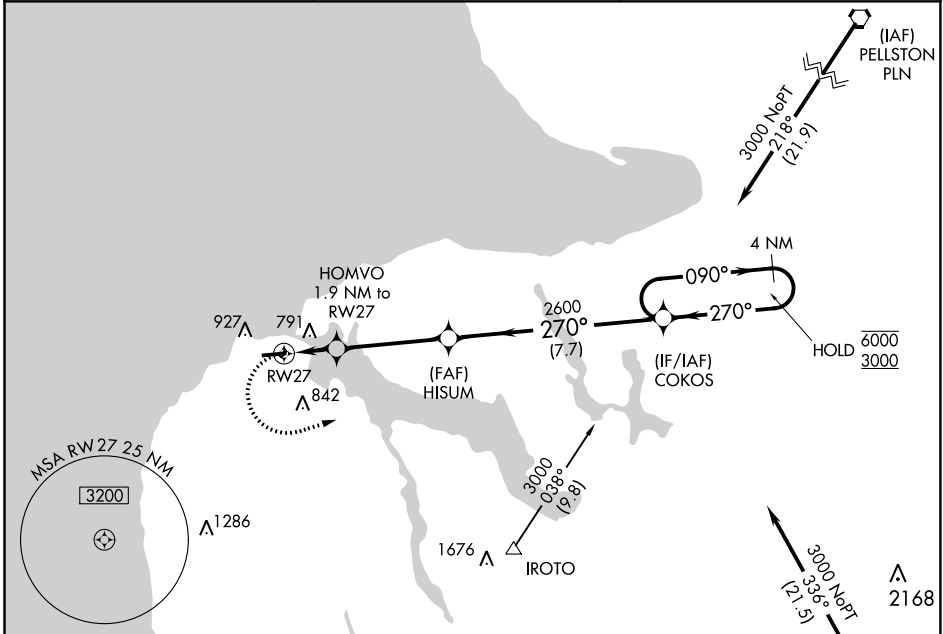 (IAF)
PELLSTON
PLN
3000 NoPT
218°
(21.9)
4 NM
090°
HOMVO
1.9 NM to
RW27
2600
270°
(7.7)
270°
HOLD
6000
3000
927
791
RW27
(FAF)
HISUM
(IF/IAF)
COKOS
842
MSA RW27 25 NM
3200
1286
3000
038°
(9.8)
1676
IROTO
3000 NoPT
336°
(21.5)
2168